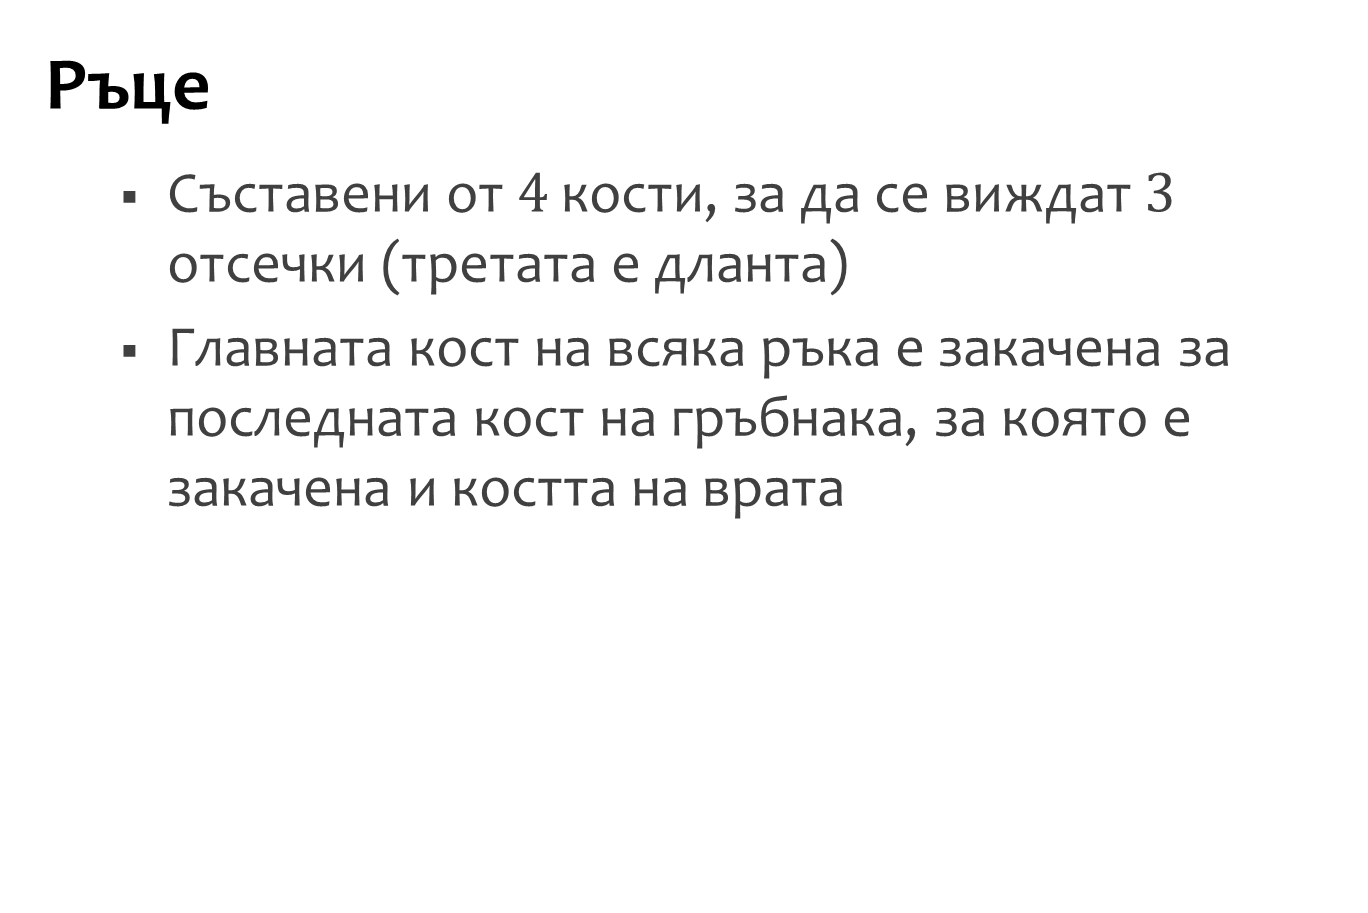 Ръце
▪ Съставени от 4 кости, за да се виждат 3
отсечки (третата е дланта)
▪ Главната кост на всяка ръка е закачена за
последната кост на гръбнака, за която е
закачена и костта на врата